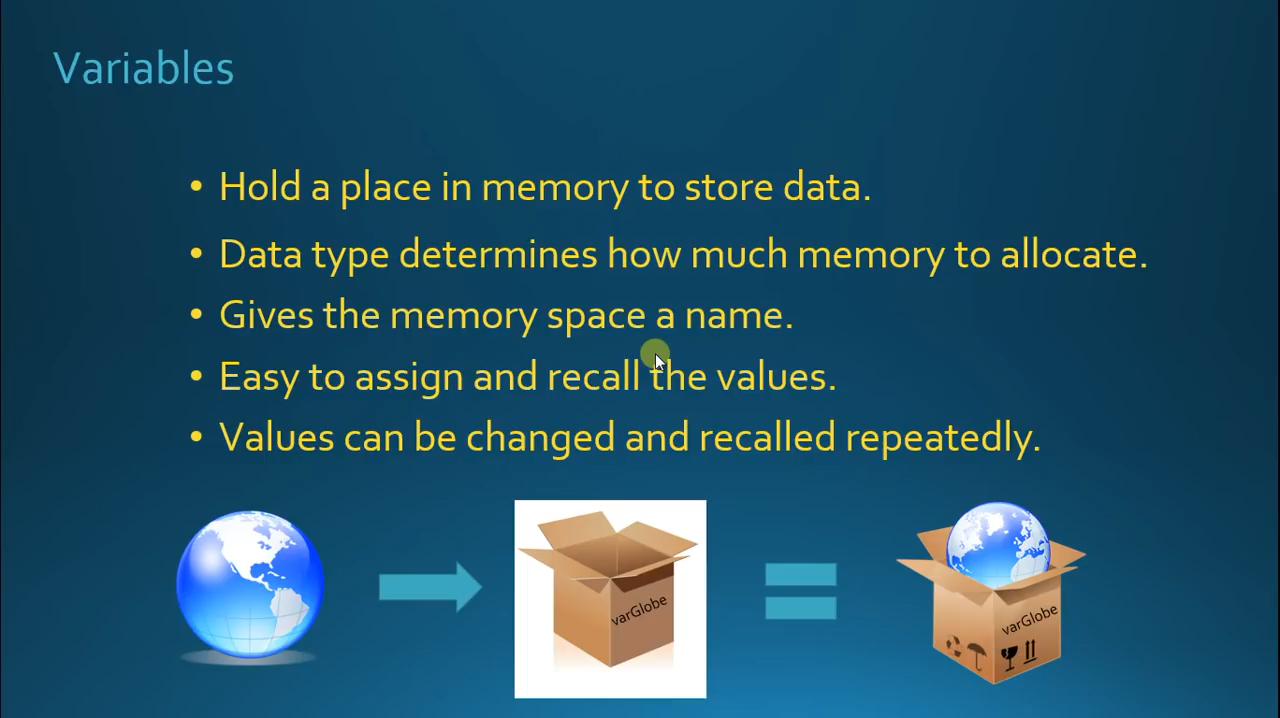 Variables
• Hold a place in memory to store data.
• Data type determines how much memory to allocate.
• Gives the memory space a name.
• Easy to assign and recall the values.
• Values can be changed and recalled repeatedly.
varGlobe
varGlobe